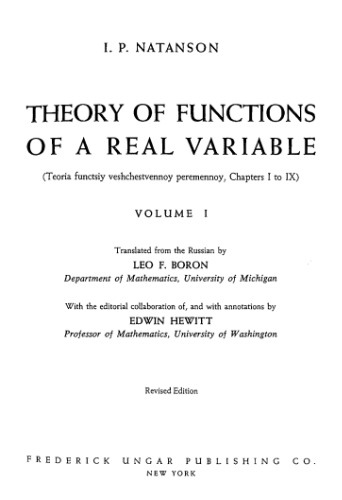 I. P. NATANSON
THEORY OF FUNCTIONS
OF A REAL VARIABLE
(Teoria functsiy veshchestvennoy peremennoy, Chapters I to IX)
VOLUME I
Translated from the Russian by
LEO F. BORON
Department of Mathematics, University of Michigan
With the editorial collaboration of, and with annotations by
EDWIN HEWITT
Professor of Mathematics, University of Washington
Revised Edition
FREDERICK UNGAR PUBLISHING CO.
NEW YORK